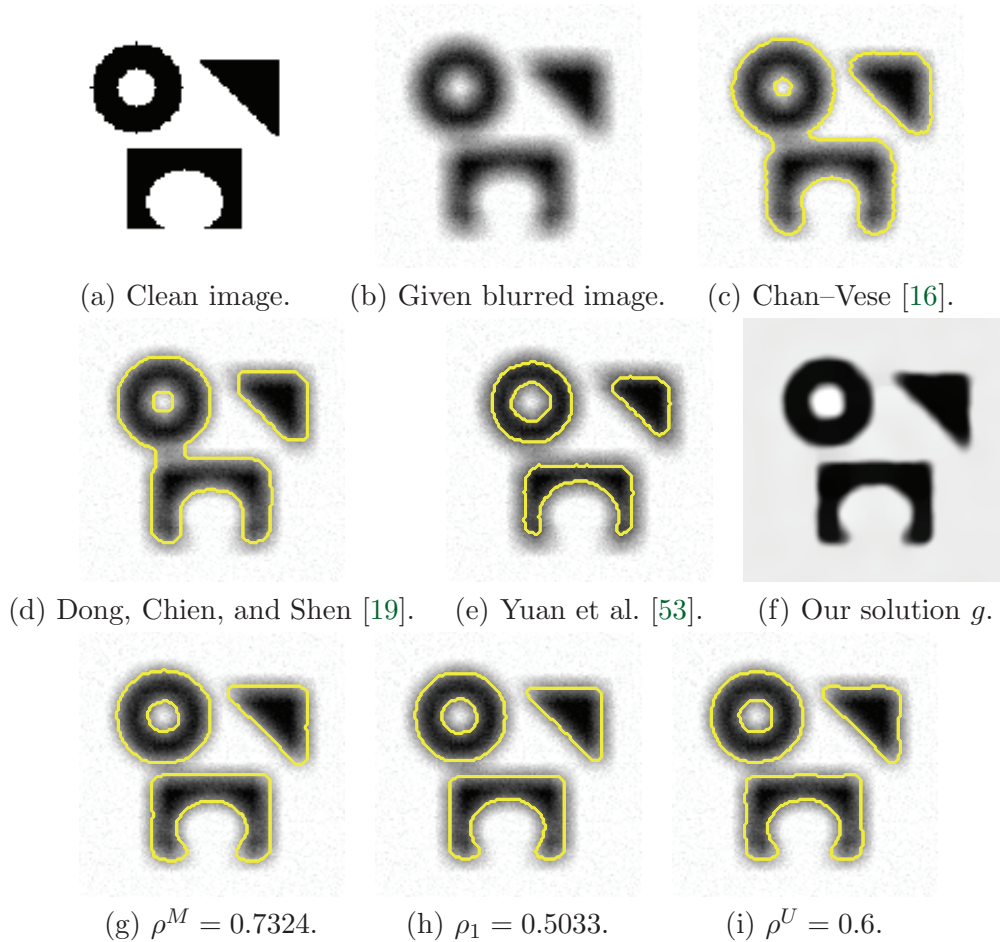 (a) Clean image.
(b) Given blurred image.
(c) Chan–Vese [16].
(d) Dong, Chien, and Shen [19].
(e) Yuan et al. [53].
(f) Our solution g.
(g) ρ^M = 0.7324.
(h) ρ₁ = 0.5033.
(i) ρ^U = 0.6.